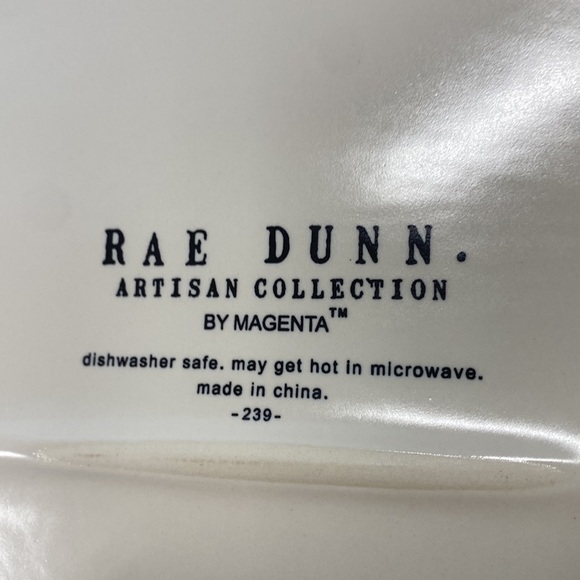 RAE DUNN.
ARTISAN COLLECTION
BY MAGENTA™
dishwasher safe. may get hot in microwave.
made in china.
-239-